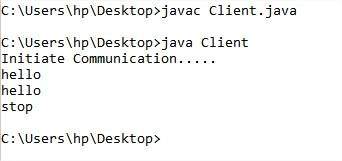 C:\Users\hp\Desktop>javac Client.java
C:\Users\hp\Desktop>java Client
Initiate Communication.....
hello
hello
stop
C:\Users\hp\Desktop>